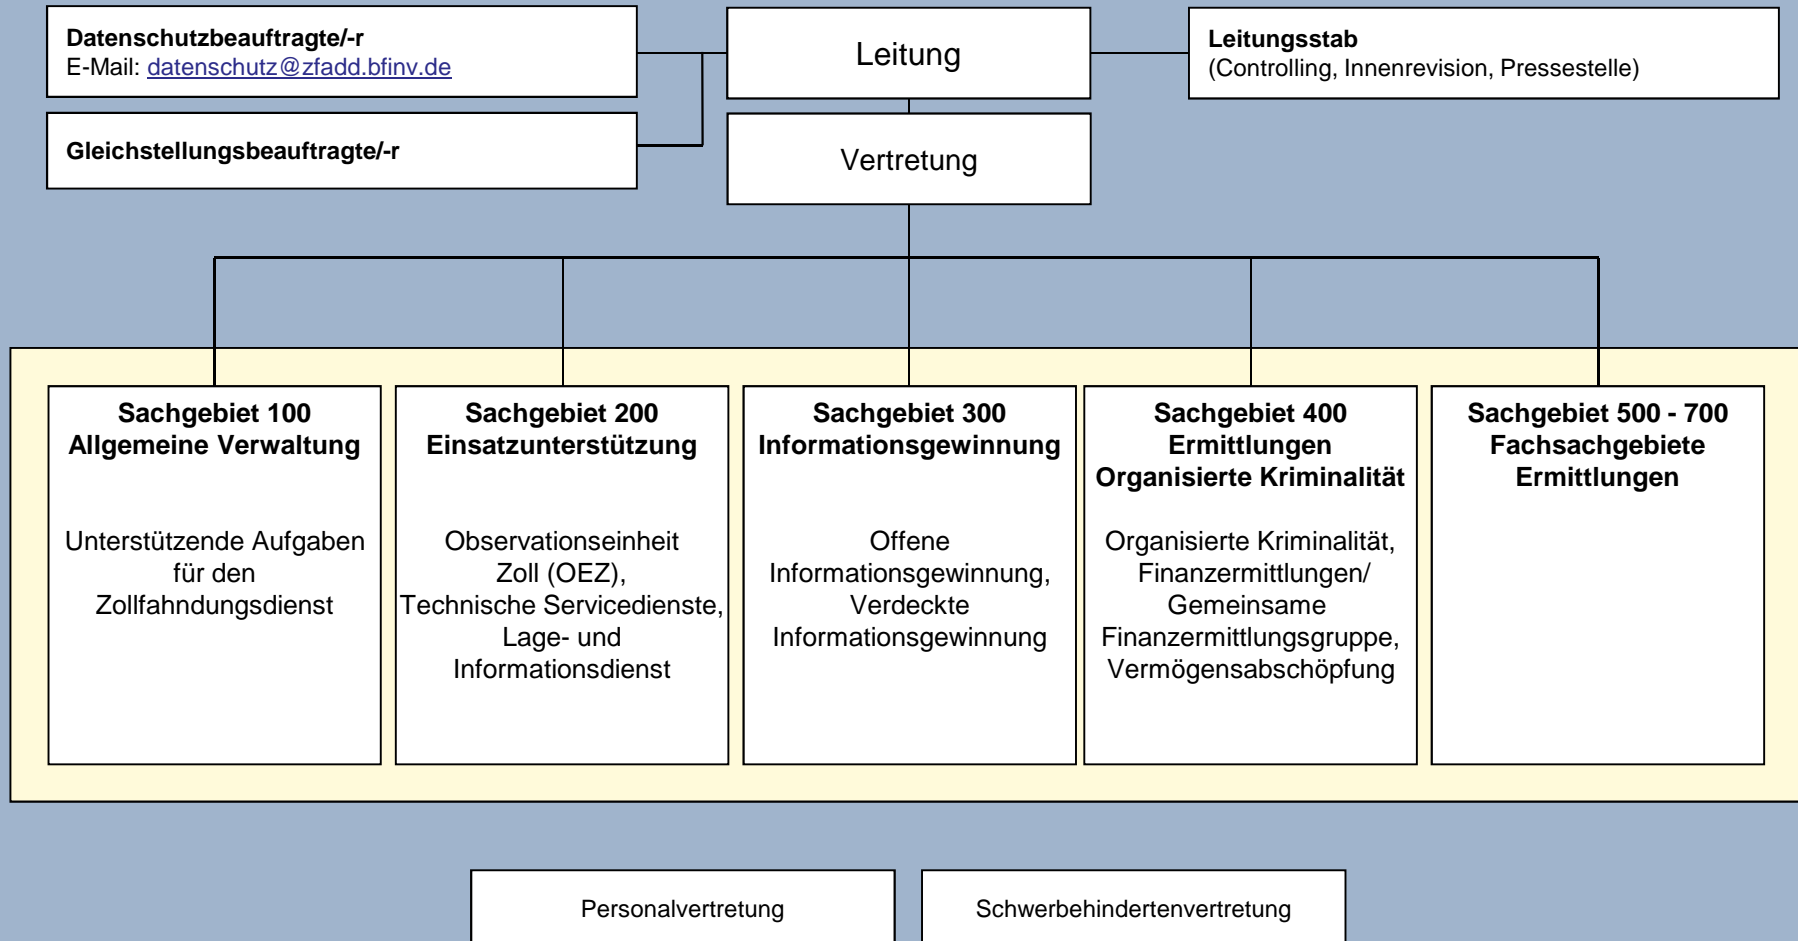 Datenschutzbeauftragte/-r
E-Mail: datenschutz@zfadd.bfinv.de
Leitung
Leitungsstab
(Controlling, Innenrevision, Pressestelle)
Gleichstellungsbeauftragte/-r
Vertretung
Sachgebiet 100
Allgemeine Verwaltung
Unterstützende Aufgaben
für den
Zollfahndungsdienst
Sachgebiet 200
Einsatzunterstützung
Observationseinheit
Zoll (OEZ),
Technische Servicedienste,
Lage- und
Informationsdienst
Sachgebiet 300
Informationsgewinnung
Offene
Informationsgewinnung,
Verdeckte
Informationsgewinnung
Sachgebiet 400
Ermittlungen
Organisierte Kriminalität
Organisierte Kriminalität,
Finanzermittlungen/
Gemeinsame
Finanzermittlungsgruppe,
Vermögensabschöpfung
Sachgebiet 500 - 700
Fachsachgebiete
Ermittlungen
Personalvertretung
Schwerbehindertenvertretung